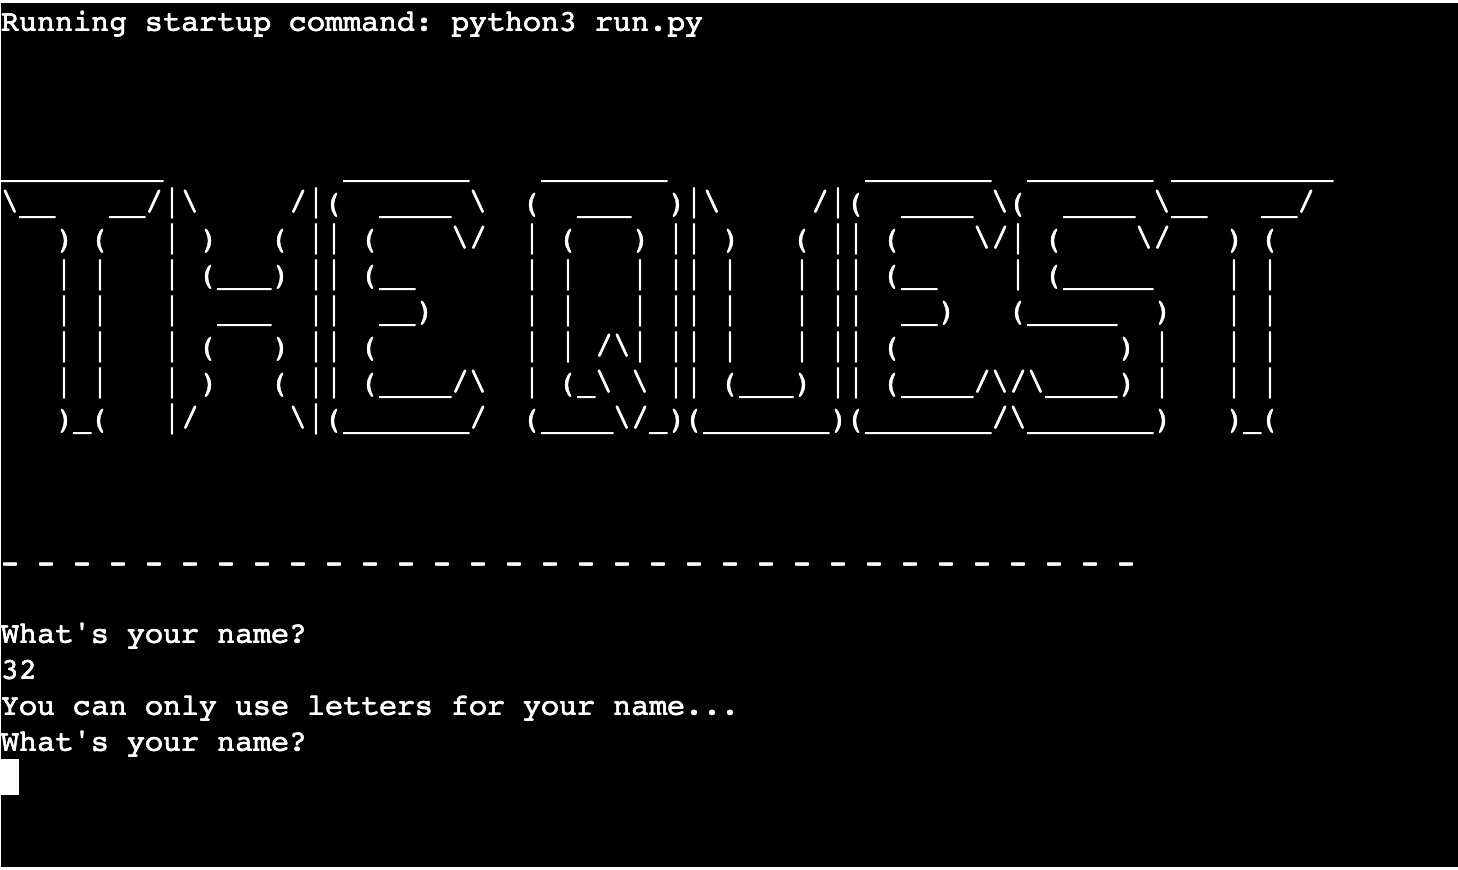 Running startup command: python3 run.py
THE QUEST
- - - - - - - - - - - - - - - - - - - - - - - - - - - - - - - -
What's your name?
32
You can only use letters for your name...
What's your name?